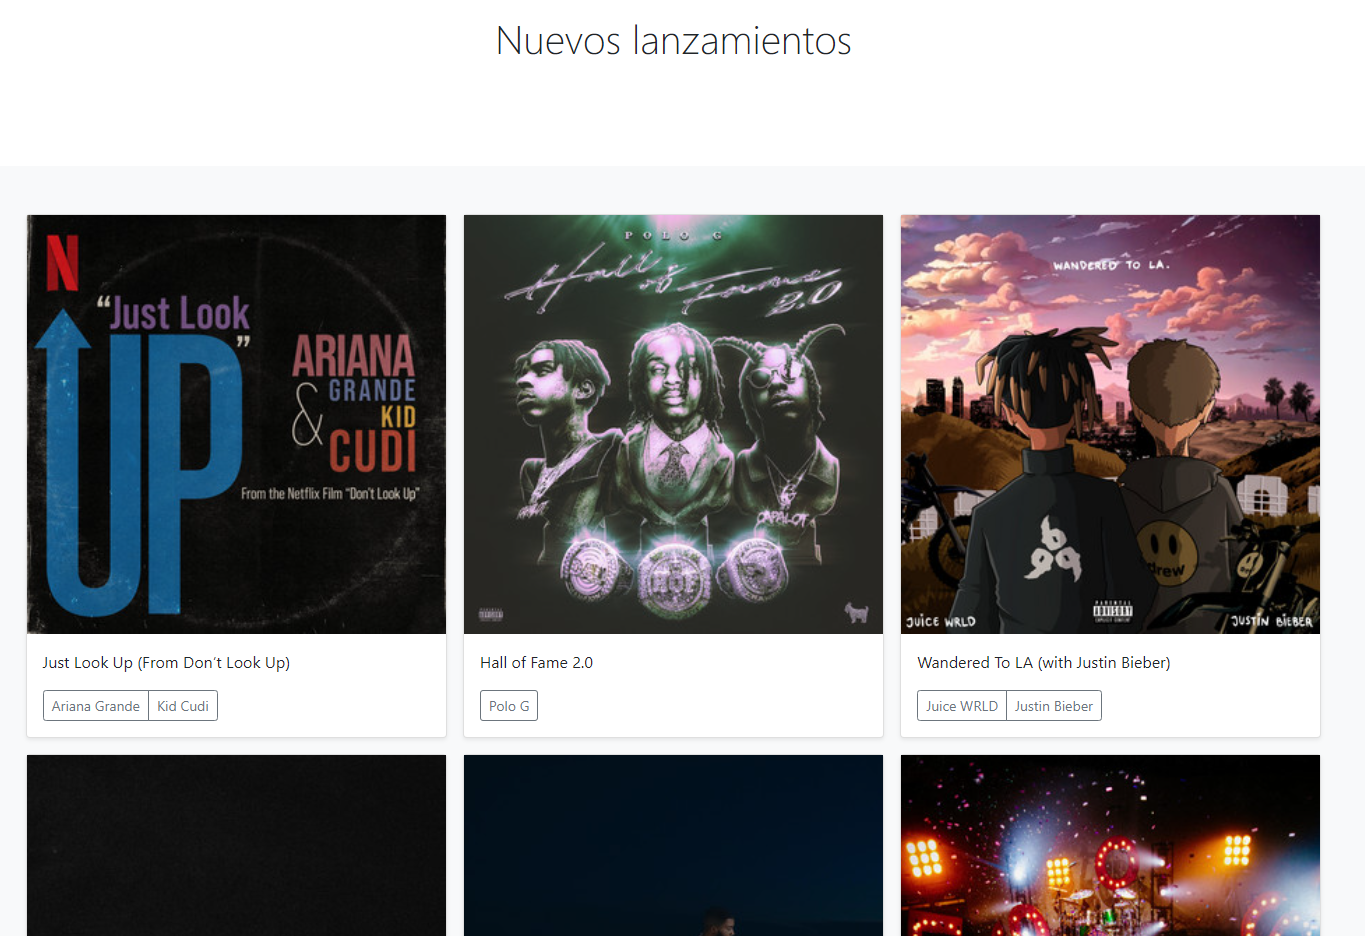 Nuevos lanzamientos
N
“Just Look
UP”
ARIANA
& GRANDE
KID
CUDI
From the Netflix Film “Don't Look Up”
Just Look Up (From Don’t Look Up)
Ariana Grande
Kid Cudi
POLO G
Hall of Fame
2.0
CAPALOT
Hall of Fame 2.0
Polo G
WANDERED TO LA.
b
99
drew
PARENTAL
ADVISORY
EXPLICIT CONTENT
JUICE WRLD
JUSTIN BIEBER
Wandered To LA (with Justin Bieber)
Juice WRLD
Justin Bieber